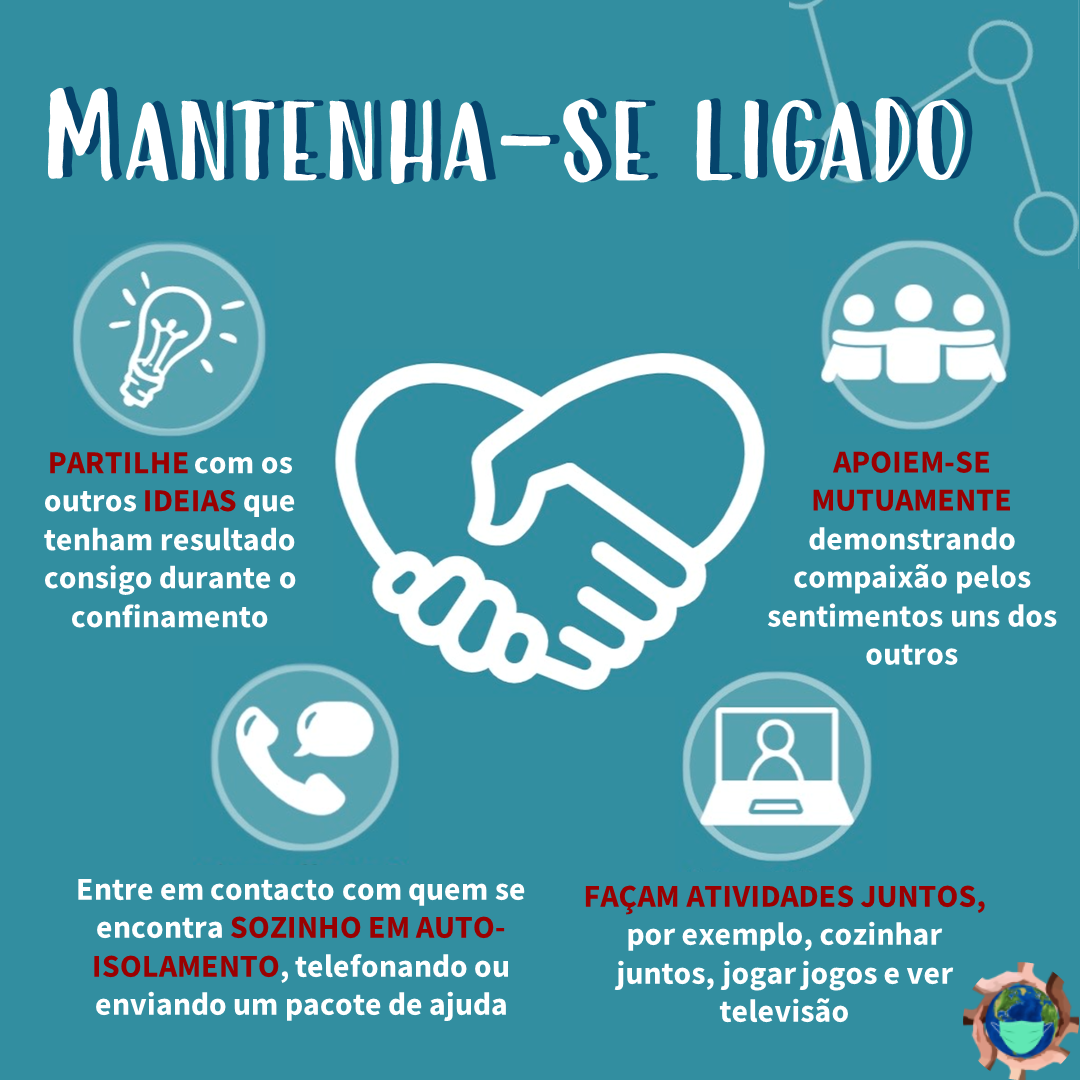 MANTENHA-SE LIGADO
PARTILHE com os
outros IDEIAS que
tenham resultado
consigo durante o
confinamento
APOIEM-SE
MUTUAMENTE
demonstrando
compaixão pelos
sentimentos uns dos
outros
Entre em contacto com quem se
encontra SOZINHO EM AUTO-
ISOLAMENTO, telefonando ou
enviando um pacote de ajuda
FAÇAM ATIVIDADES JUNTOS,
por exemplo, cozinhar
juntos, jogar jogos e ver
televisão